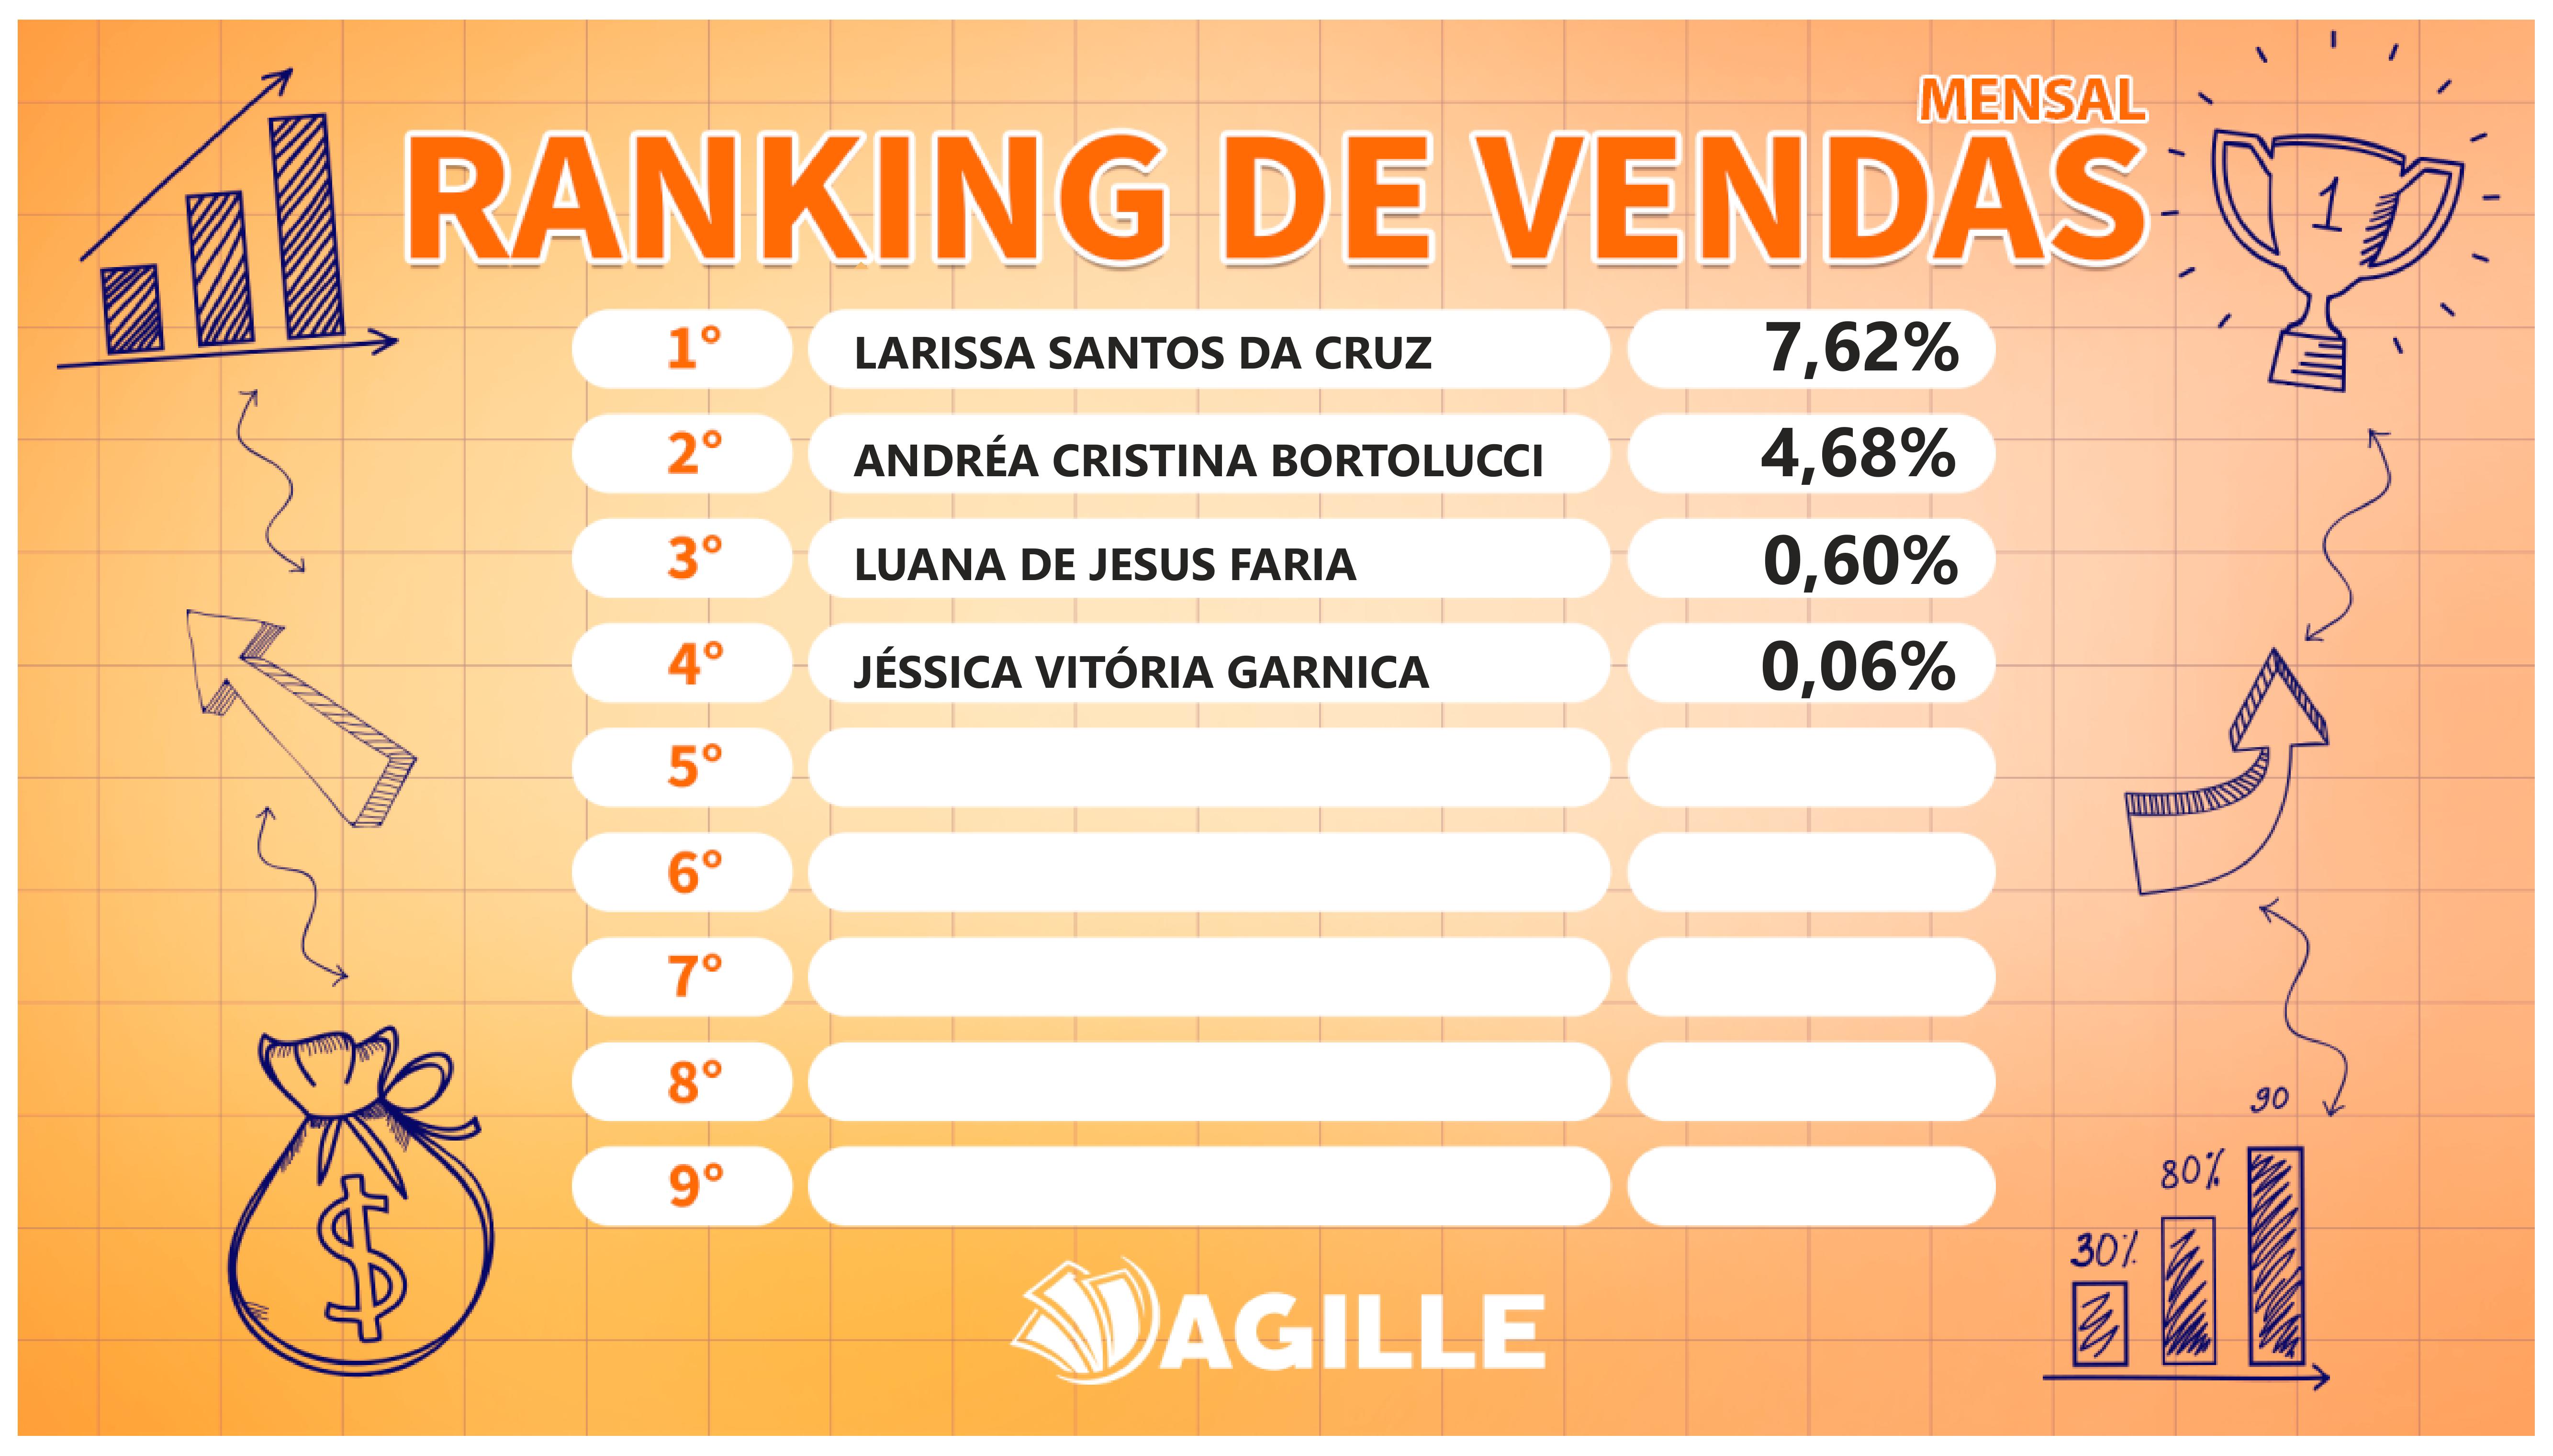 MENSAL
RANKING DE VENDAS
1
1° LARISSA SANTOS DA CRUZ 7,62%
2° ANDRÉA CRISTINA BORTOLUCCI 4,68%
3° LUANA DE JESUS FARIA 0,60%
4° JÉSSICA VITÓRIA GARNICA 0,06%
5°
6°
7°
8°
9°
90
80%
30%
$
AGILLE